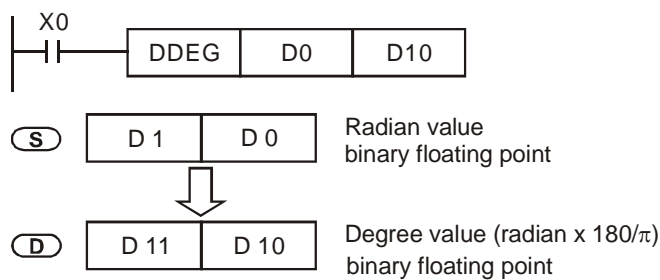 X0
DDEG D0 D10
S D 1 D 0 Radian value
binary floating point
D D 11 D 10 Degree value (radian x 180/π)
binary floating point